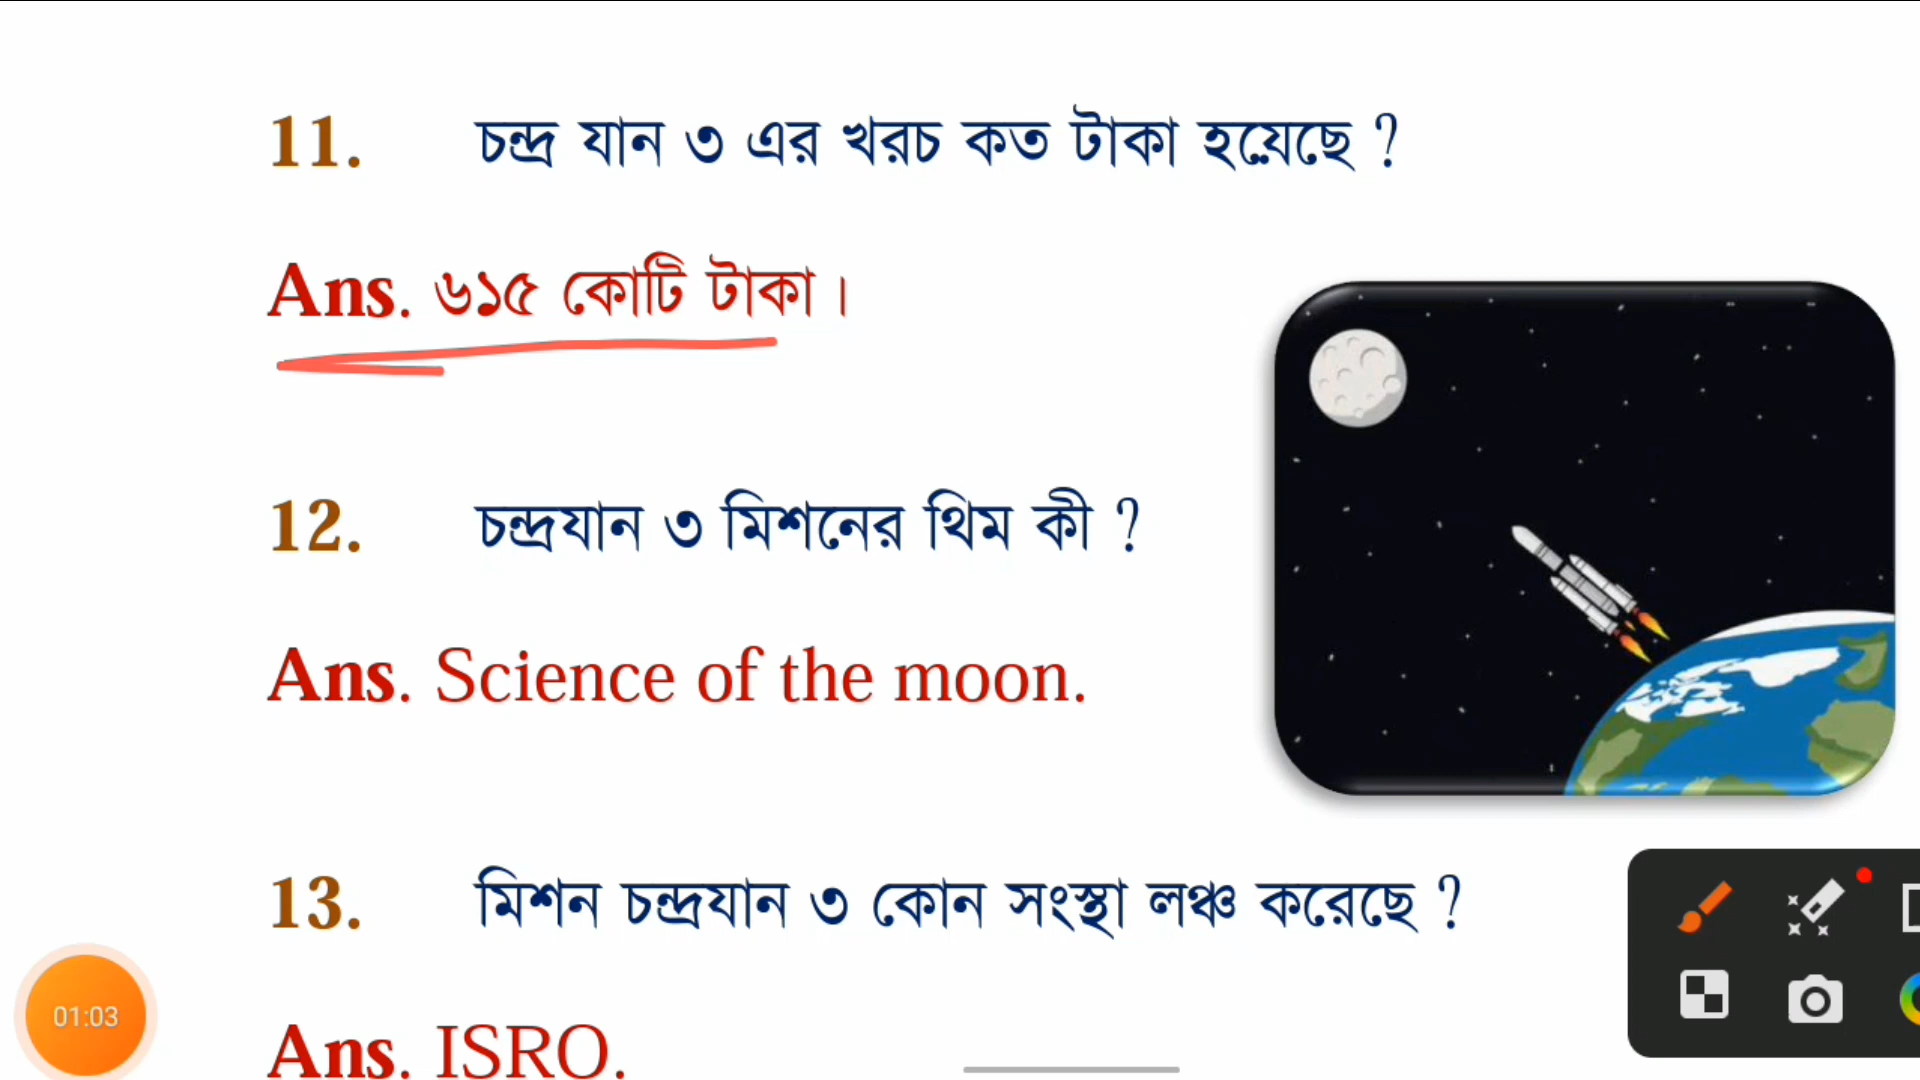 11. চন্দ্র যান ৩ এর খরচ কত টাকা হয়েছে ?
Ans. ৬১৫ কোটি টাকা।
12. চন্দ্রযান ৩ মিশনের থিম কী ?
Ans. Science of the moon.
13. মিশন চন্দ্রযান ৩ কোন সংস্থা লঞ্চ করেছে ?
01:03
Ans. ISRO.